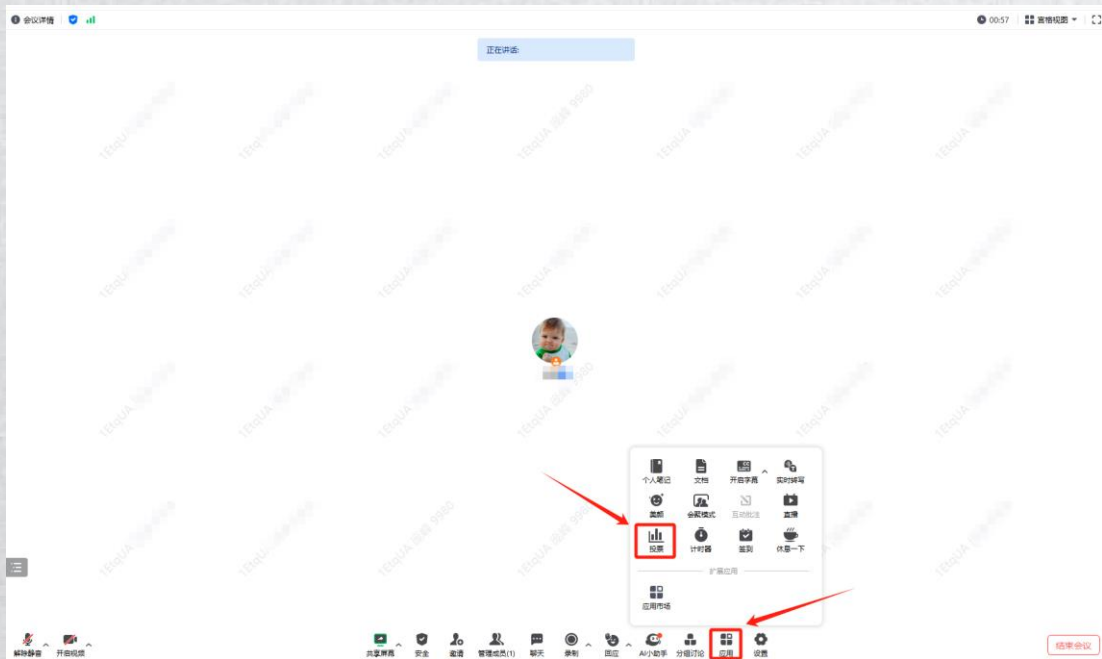 会议详情
00:57 宫格视图
正在讲话:
个人笔记 文档 开启字幕 实时转写
美颜 会聚模式 互动批注 直播
投票 计时器 签到 休息一下
扩展应用
应用市场
解除静音 开启视频 共享屏幕 安全 邀请 管理成员(1) 聊天 录制 回应 AI小助手 分组讨论 应用 设置 结束会议